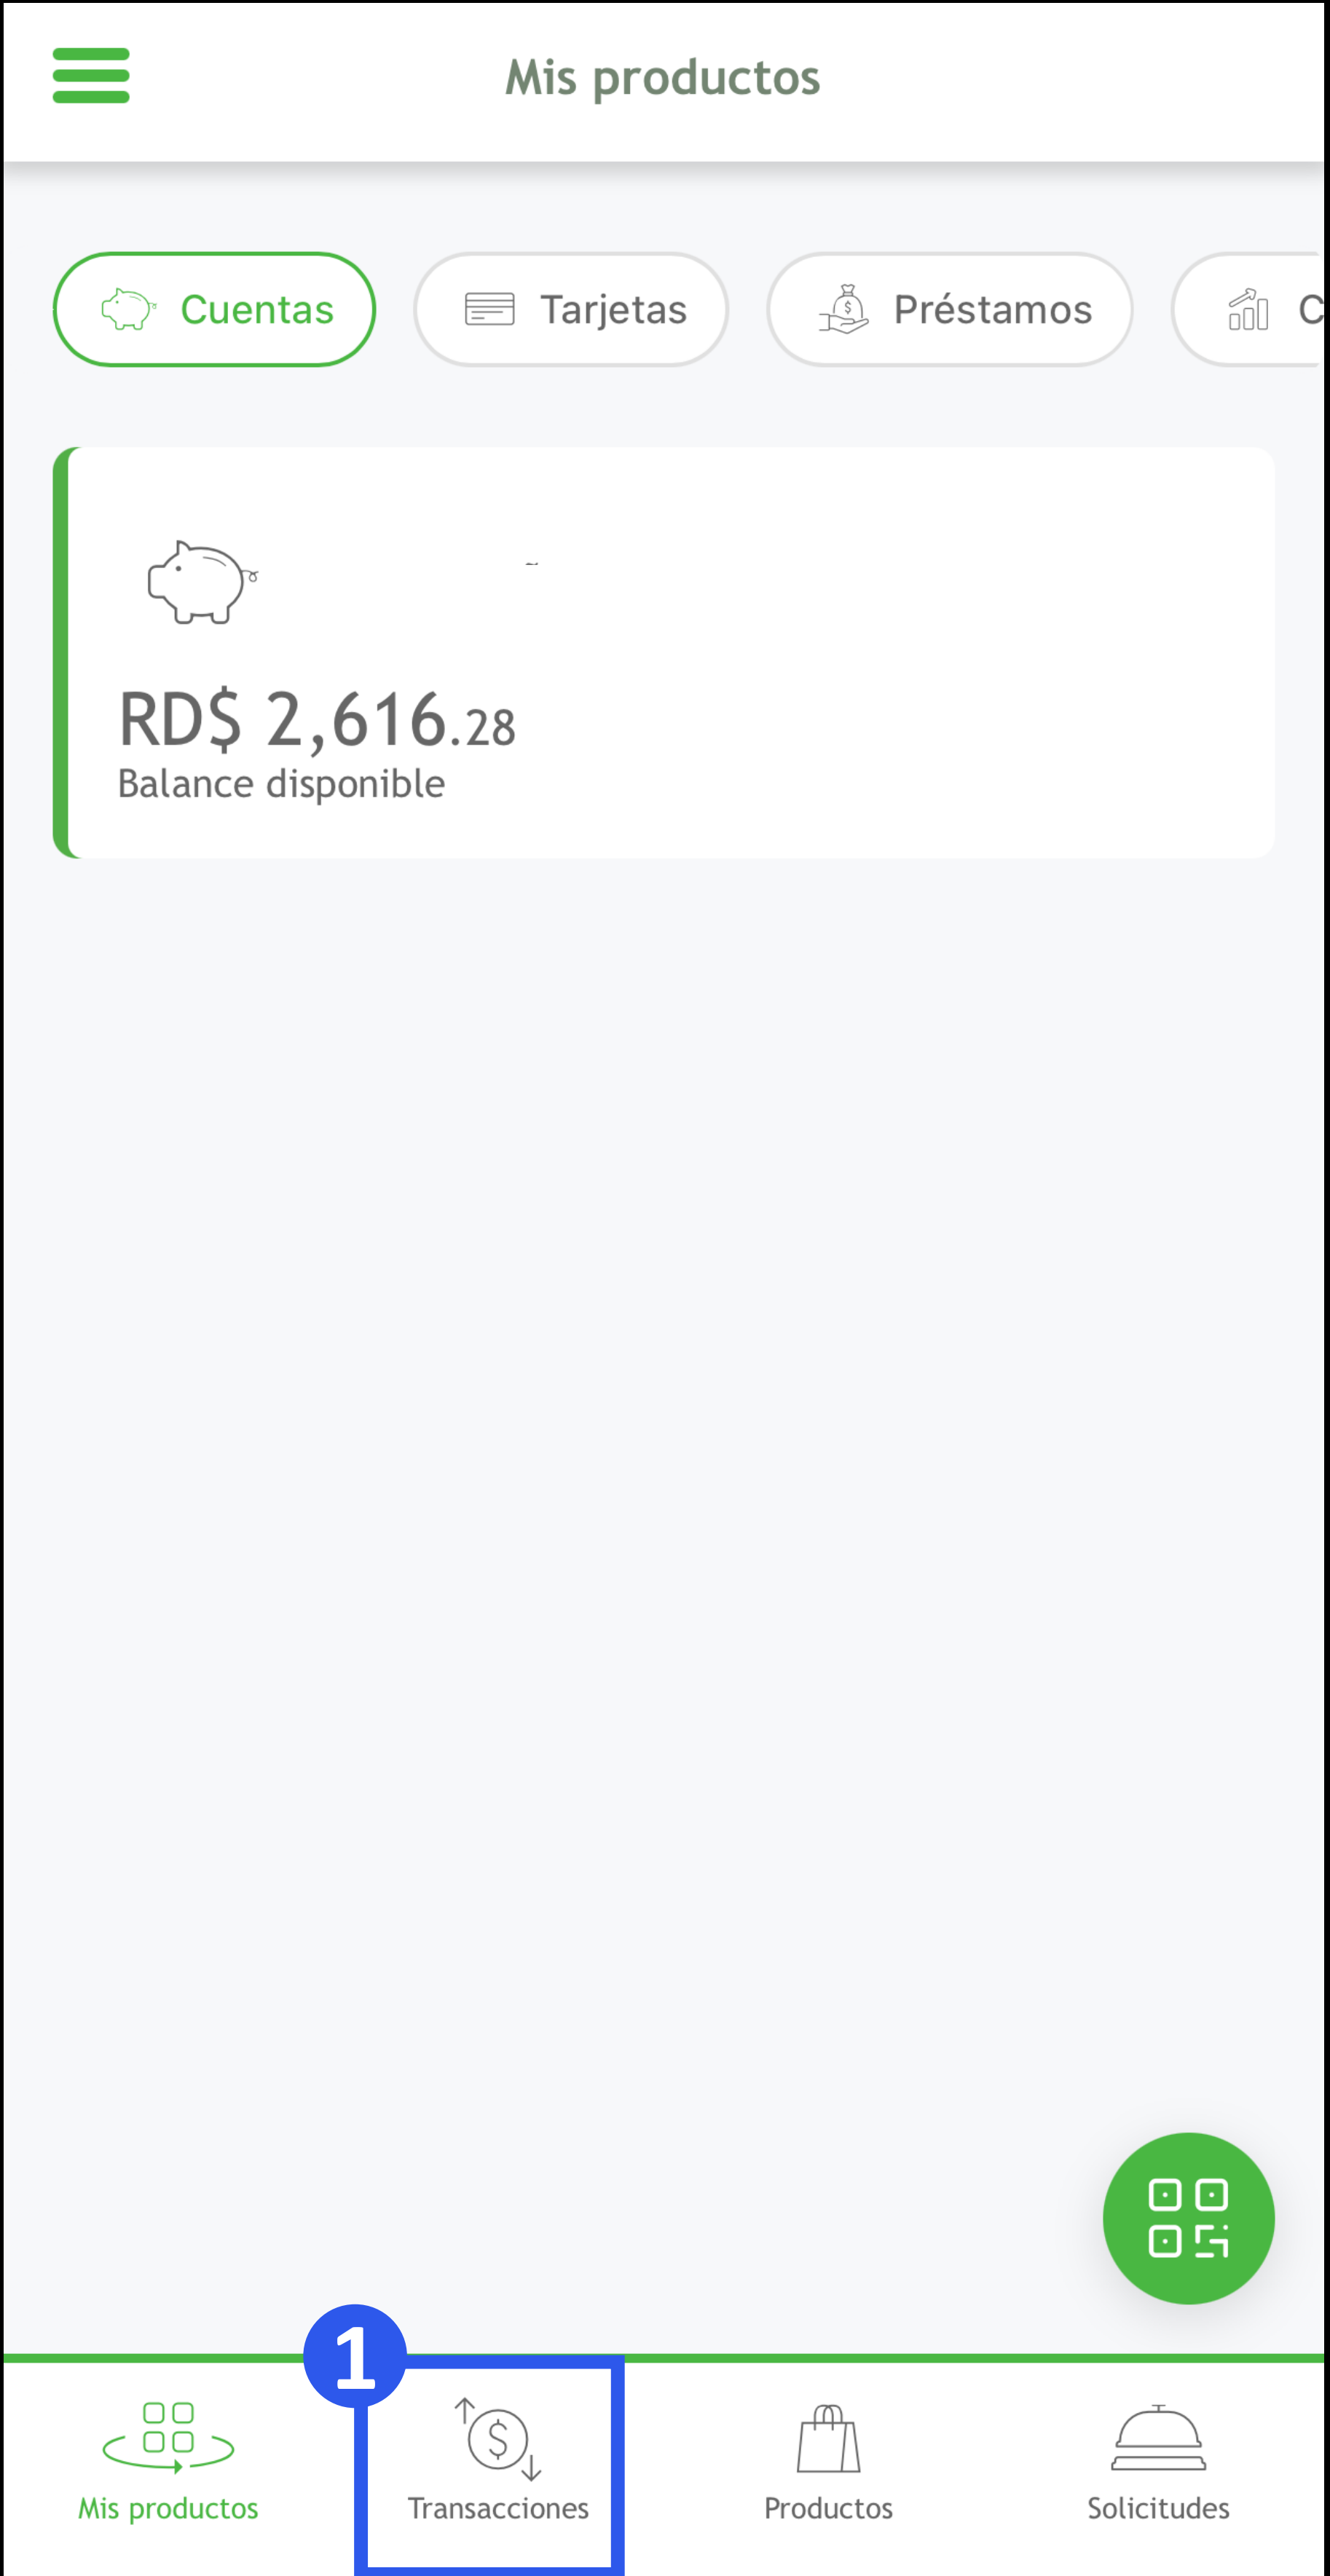 Mis productos
Cuentas
Tarjetas
Préstamos
C
RD$ 2,616.28
Balance disponible
1
Mis productos
Transacciones
Productos
Solicitudes